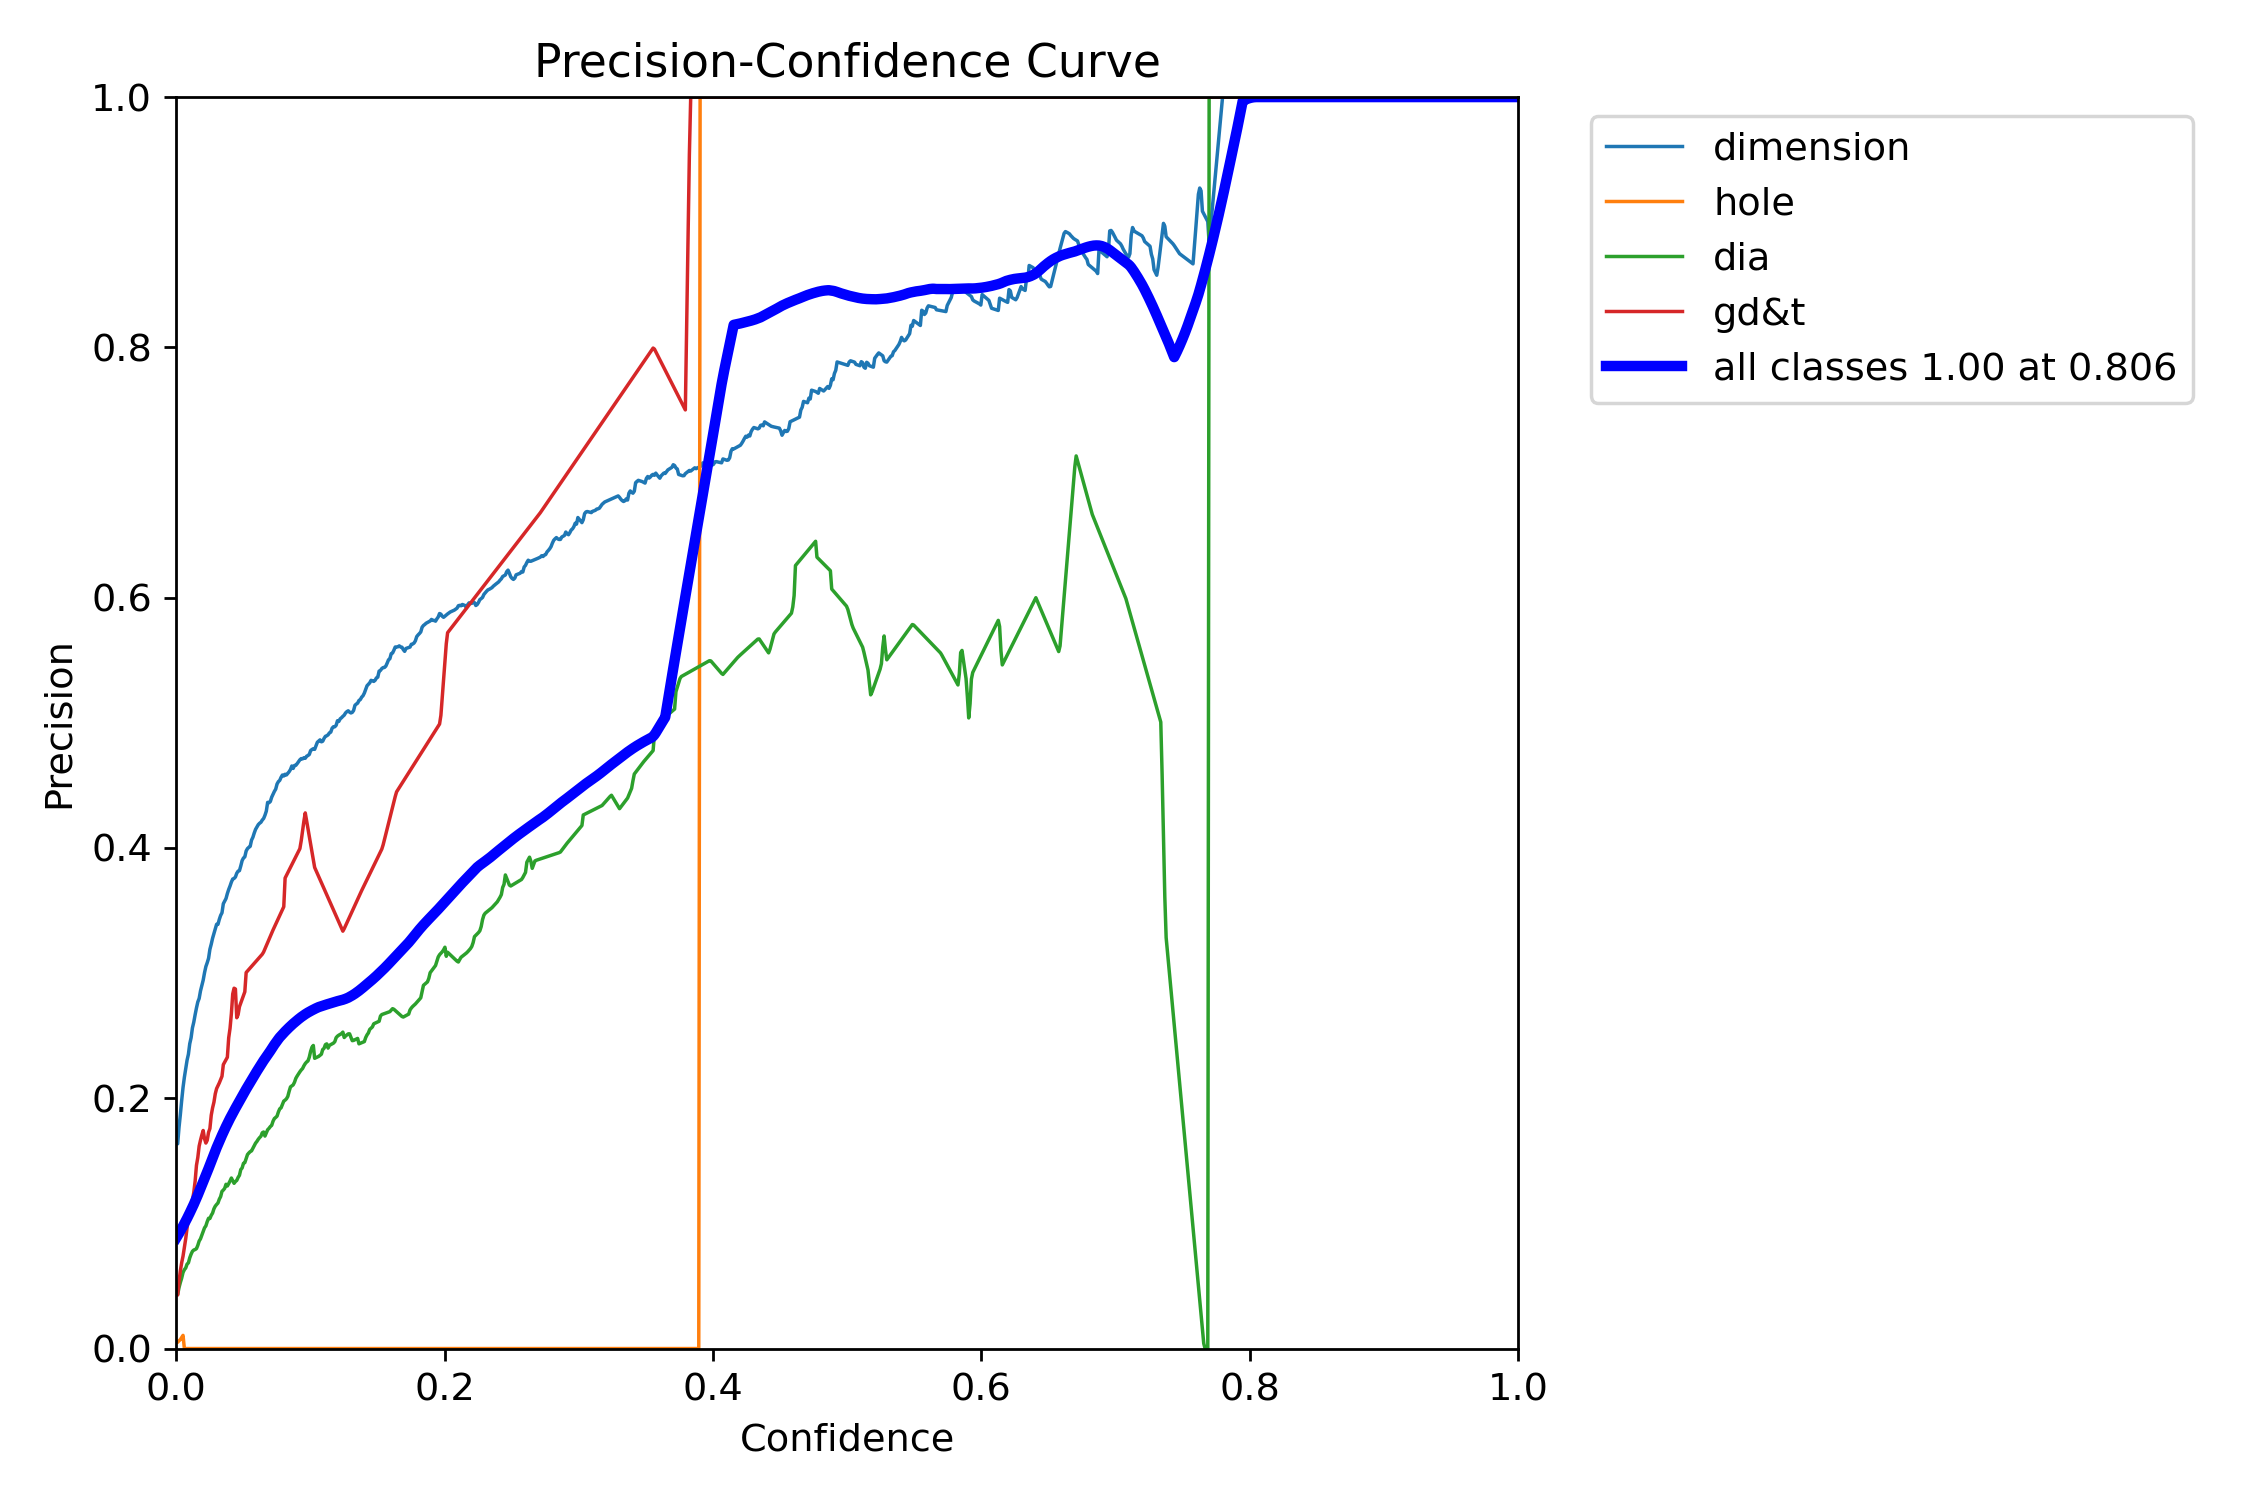 Precision-Confidence Curve
1.0
0.8
0.6
0.4
0.2
0.0
Precision
0.0 0.2 0.4 0.6 0.8 1.0
Confidence
dimension
hole
dia
gd&t
all classes 1.00 at 0.806